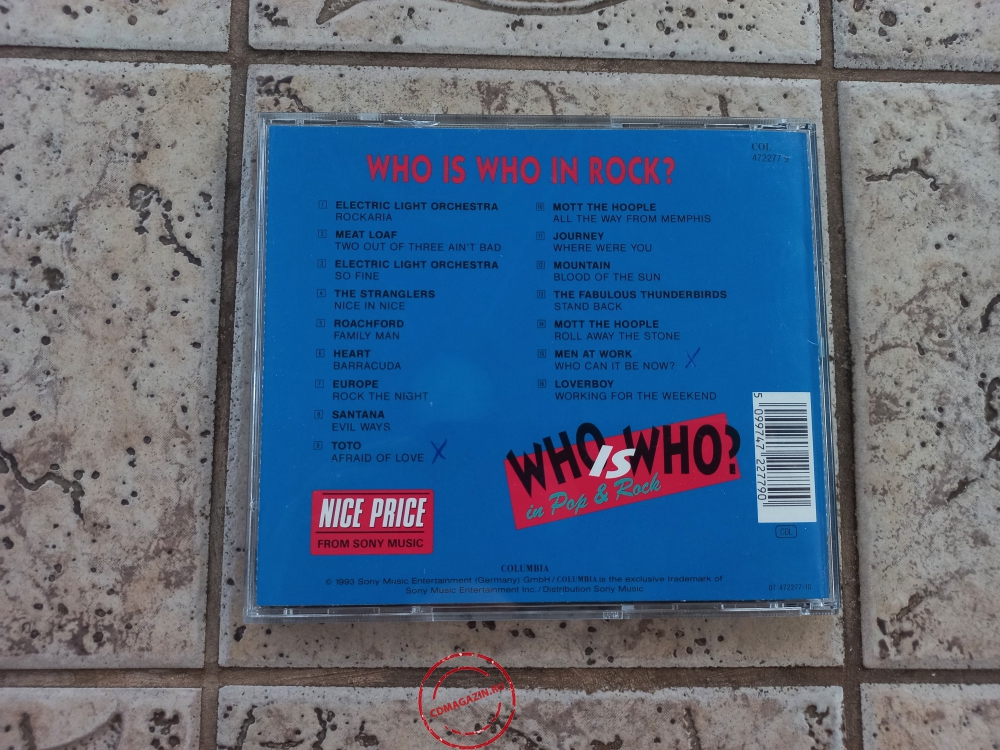 WHO IS WHO IN ROCK?
COL
472277 2
1 ELECTRIC LIGHT ORCHESTRA
ROCKARIA
2 MEAT LOAF
TWO OUT OF THREE AIN'T BAD
3 ELECTRIC LIGHT ORCHESTRA
SO FINE
4 THE STRANGLERS
NICE IN NICE
5 ROACHFORD
FAMILY MAN
6 HEART
BARRACUDA
7 EUROPE
ROCK THE NIGHT
8 SANTANA
EVIL WAYS
9 TOTO
AFRAID OF LOVE X
10 MOTT THE HOOPLE
ALL THE WAY FROM MEMPHIS
11 JOURNEY
WHERE WERE YOU
12 MOUNTAIN
BLOOD OF THE SUN
13 THE FABULOUS THUNDERBIRDS
STAND BACK
14 MOTT THE HOOPLE
ROLL AWAY THE STONE
15 MEN AT WORK
WHO CAN IT BE NOW? X
16 LOVERBOY
WORKING FOR THE WEEKEND
WHO IS WHO?
in Pop & Rock
5 099747 227790
COL
NICE PRICE
FROM SONY MUSIC
COLUMBIA
© 1993 Sony Music Entertainment (Germany) GmbH / COLUMBIA is the exclusive trademark of
Sony Music Entertainment Inc. / Distribution Sony Music
07 472277-10